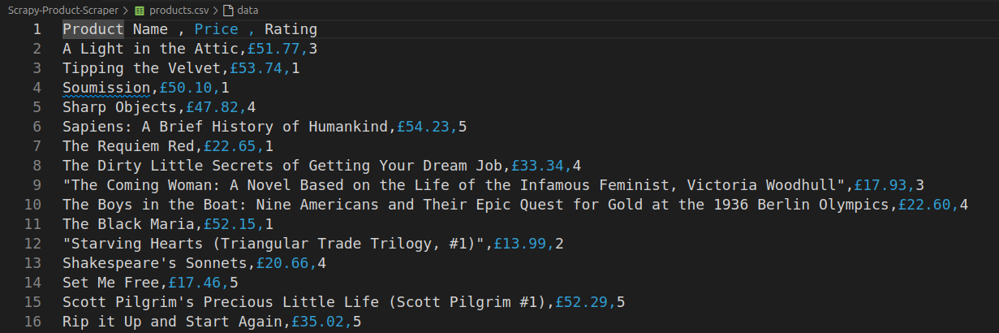 Scrapy-Product-Scraper > products.csv > data
1 Product Name , Price , Rating
2 A Light in the Attic,£51.77,3
3 Tipping the Velvet,£53.74,1
4 Soumission,£50.10,1
5 Sharp Objects,£47.82,4
6 Sapiens: A Brief History of Humankind,£54.23,5
7 The Requiem Red,£22.65,1
8 The Dirty Little Secrets of Getting Your Dream Job,£33.34,4
9 "The Coming Woman: A Novel Based on the Life of the Infamous Feminist, Victoria Woodhull",£17.93,3
10 The Boys in the Boat: Nine Americans and Their Epic Quest for Gold at the 1936 Berlin Olympics,£22.60,4
11 The Black Maria,£52.15,1
12 "Starving Hearts (Triangular Trade Trilogy, #1)",£13.99,2
13 Shakespeare's Sonnets,£20.66,4
14 Set Me Free,£17.46,5
15 Scott Pilgrim's Precious Little Life (Scott Pilgrim #1),£52.29,5
16 Rip it Up and Start Again,£35.02,5